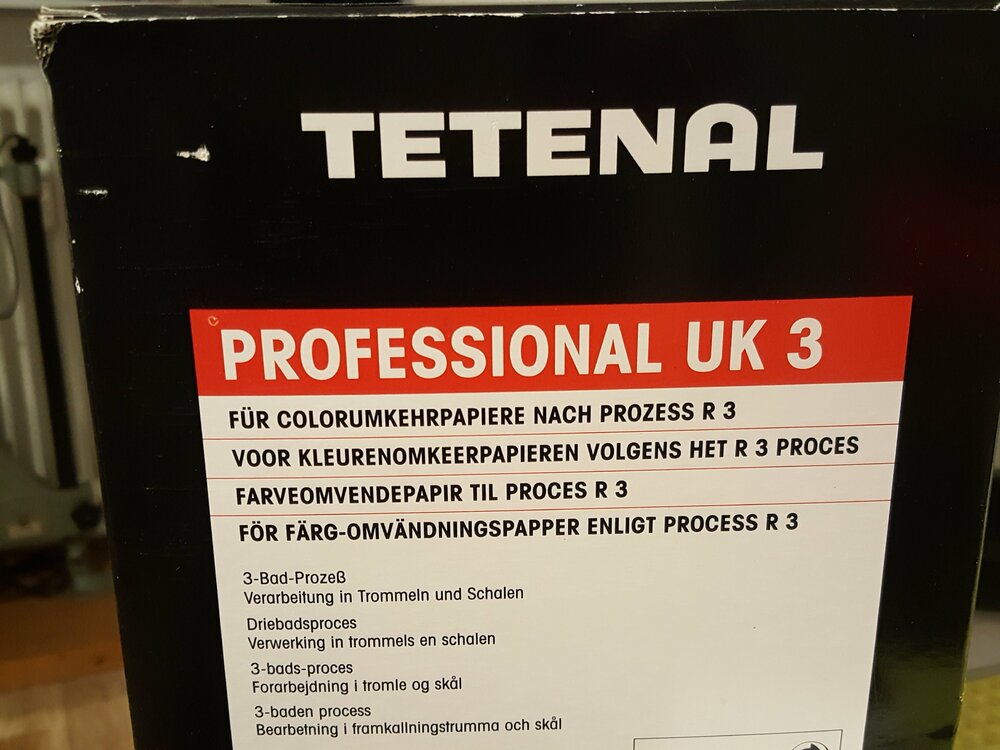 TETENAL
PROFESSIONAL UK 3
FÜR COLORUMKEHRPAPIERE NACH PROZESS R 3
VOOR KLEURENOMKEERPAPIEREN VOLGENS HET R 3 PROCES
FARVEOMVENDEPAPIR TIL PROCES R 3
FÖR FÄRG-OMVÄNDNINGSPAPPER ENLIGT PROCESS R 3
3-Bad-Prozeß
Verarbeitung in Trommeln und Schalen
Driebadsproces
Verwerking in trommels en schalen
3-bads-proces
Forarbejdning i tromle og skål
3-baden process
Bearbetning i framkallningstrumma och skål